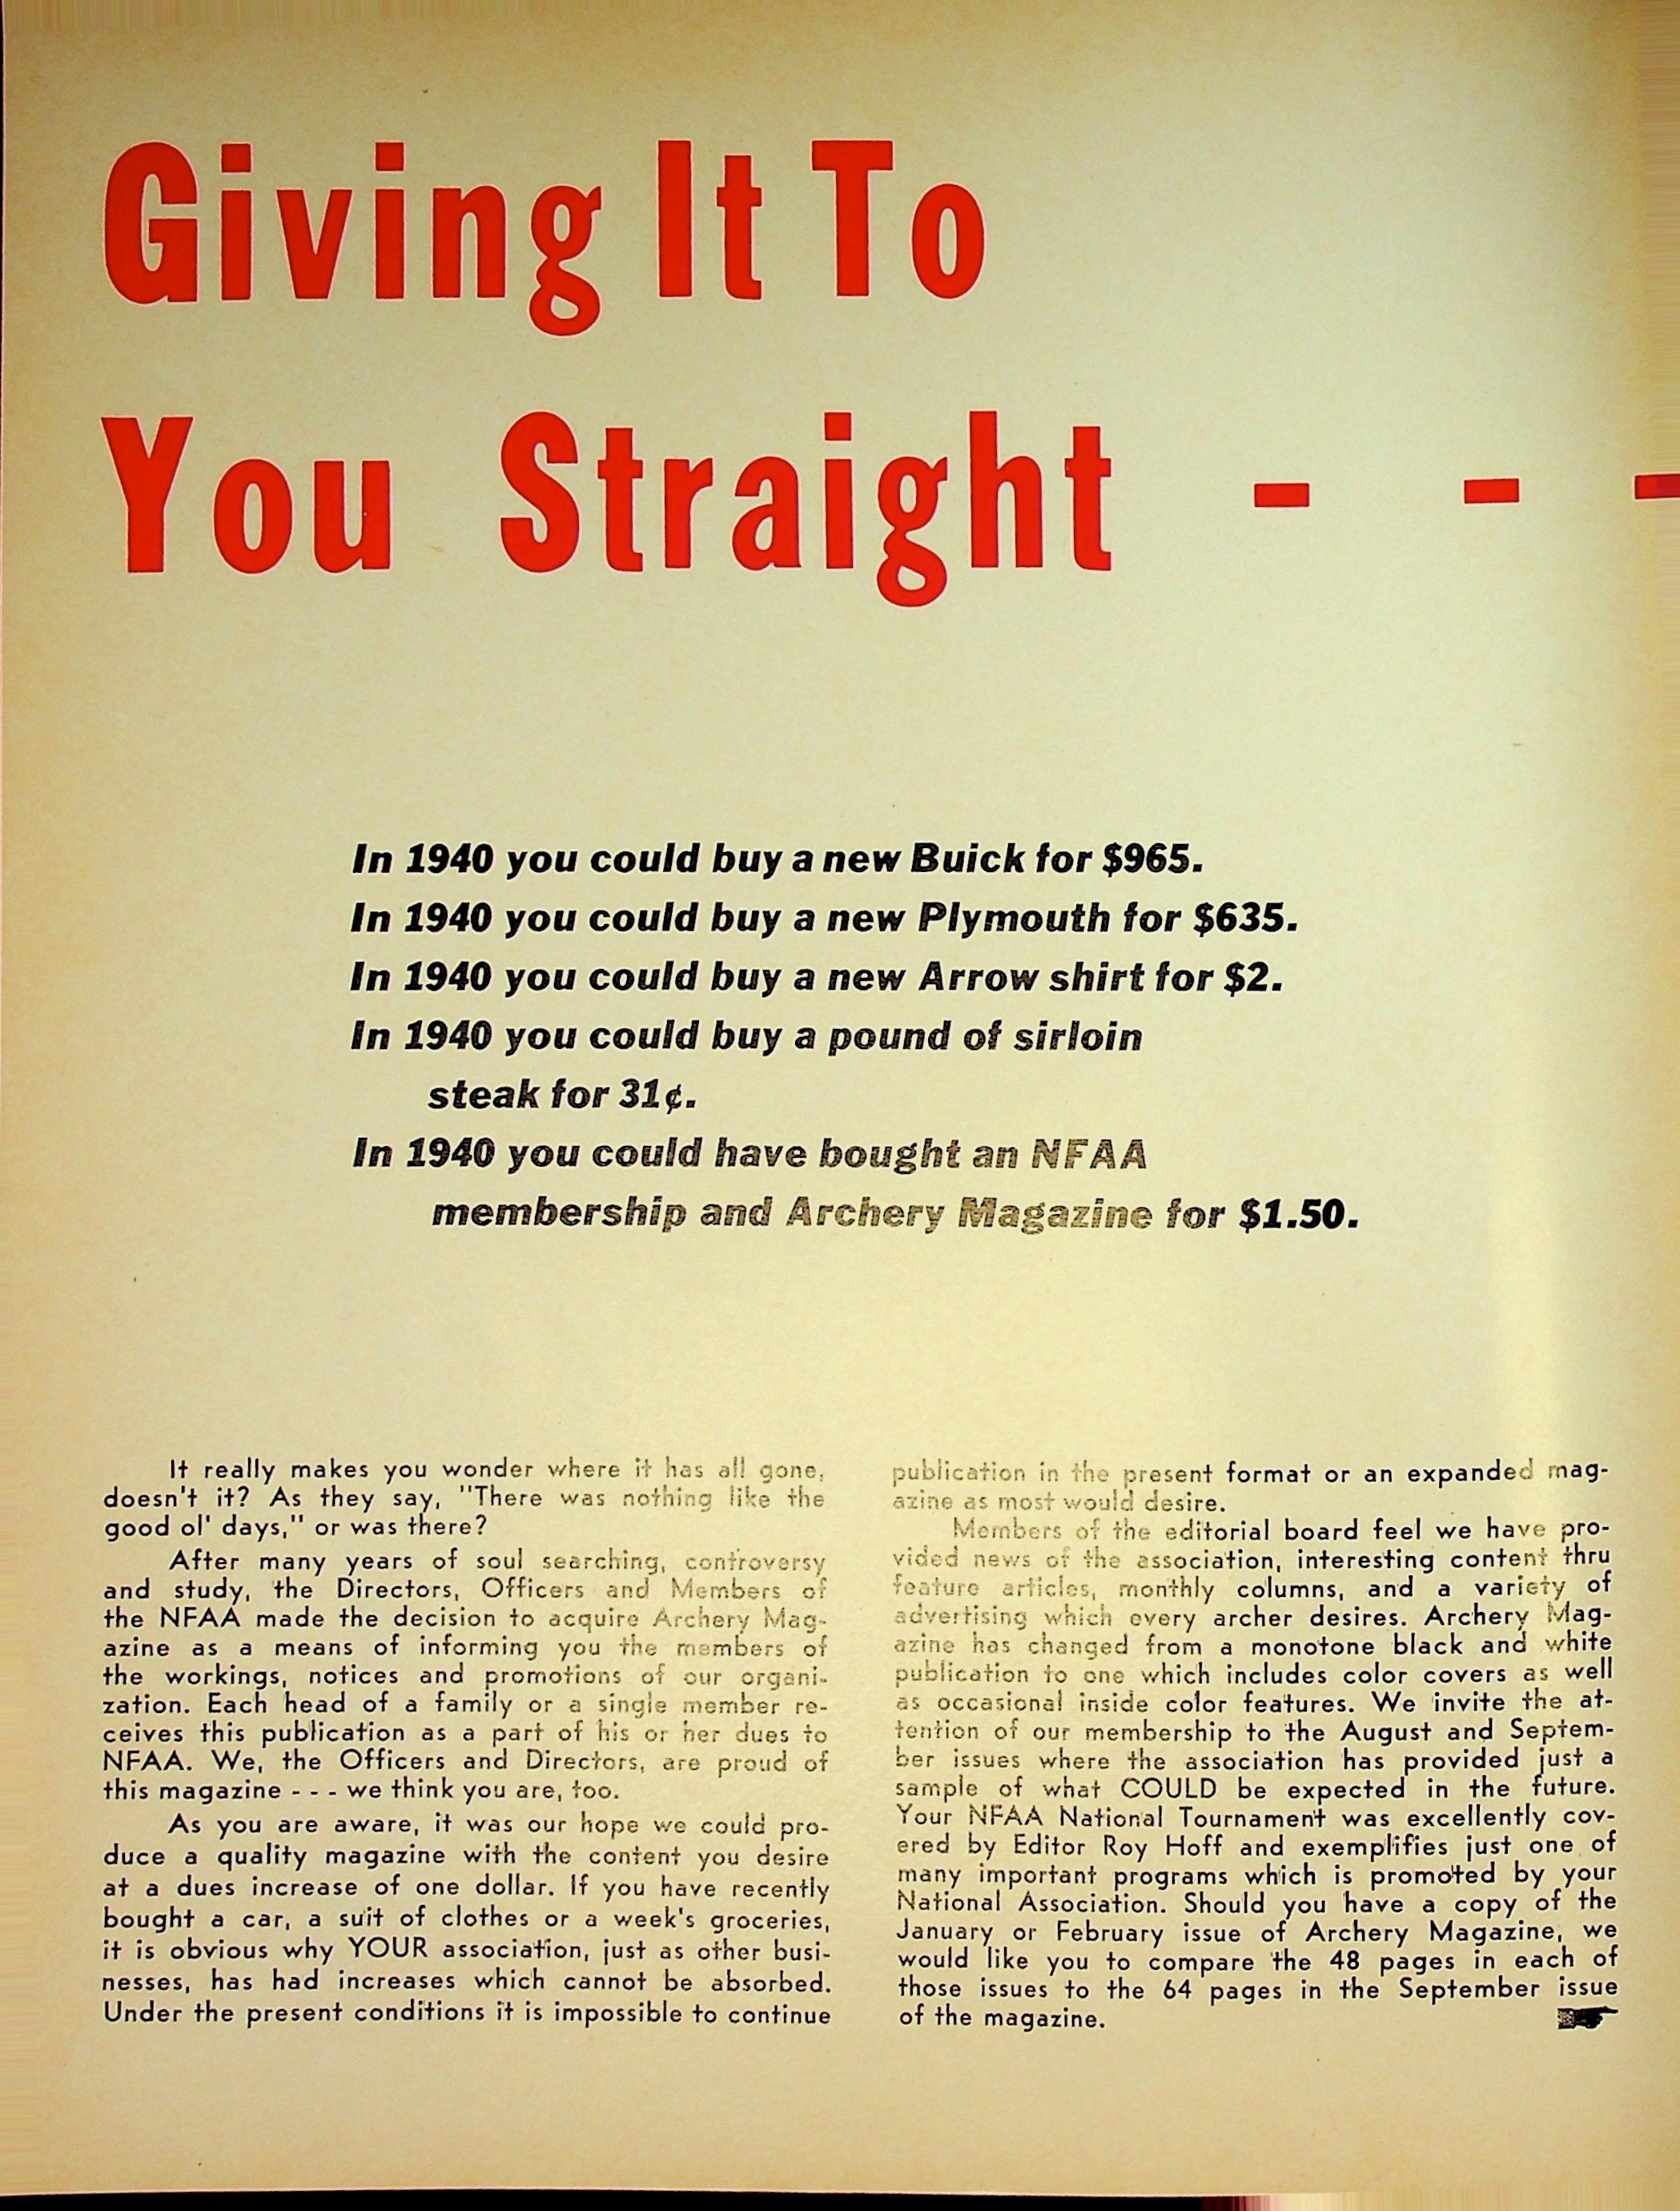 Giving It To
You Straight - - -
In 1940 you could buy a new Buick for $965.
In 1940 you could buy a new Plymouth for $635.
In 1940 you could buy a new Arrow shirt for $2.
In 1940 you could buy a pound of sirloin
steak for 31¢.
In 1940 you could have bought an NFAA
membership and Archery Magazine for $1.50.
It really makes you wonder where it has all gone,
doesn't it? As they say, "There was nothing like the
good ol' days," or was there?
After many years of soul searching, controversy
and study, the Directors, Officers and Members of
the NFAA made the decision to acquire Archery Mag-
azine as a means of informing you the members of
the workings, notices and promotions of our organi-
zation. Each head of a family or a single member re-
ceives this publication as a part of his or her dues to
NFAA. We, the Officers and Directors, are proud of
this magazine - - - we think you are, too.
As you are aware, it was our hope we could pro-
duce a quality magazine with the content you desire
at a dues increase of one dollar. If you have recently
bought a car, a suit of clothes or a week's groceries,
it is obvious why YOUR association, just as other busi-
nesses, has had increases which cannot be absorbed.
Under the present conditions it is impossible to continue
publication in the present format or an expanded mag-
azine as most would desire.
Members of the editorial board feel we have pro-
vided news of the association, interesting content thru
feature articles, monthly columns, and a variety of
advertising which every archer desires. Archery Mag-
azine has changed from a monotone black and white
publication to one which includes color covers as well
as occasional inside color features. We invite the at-
tention of our membership to the August and Septem-
ber issues where the association has provided just a
sample of what COULD be expected in the future.
Your NFAA National Tournament was excellently cov-
ered by Editor Roy Hoff and exemplifies just one of
many important programs which is promoted by your
National Association. Should you have a copy of the
January or February issue of Archery Magazine, we
would like you to compare the 48 pages in each of
those issues to the 64 pages in the September issue
of the magazine.